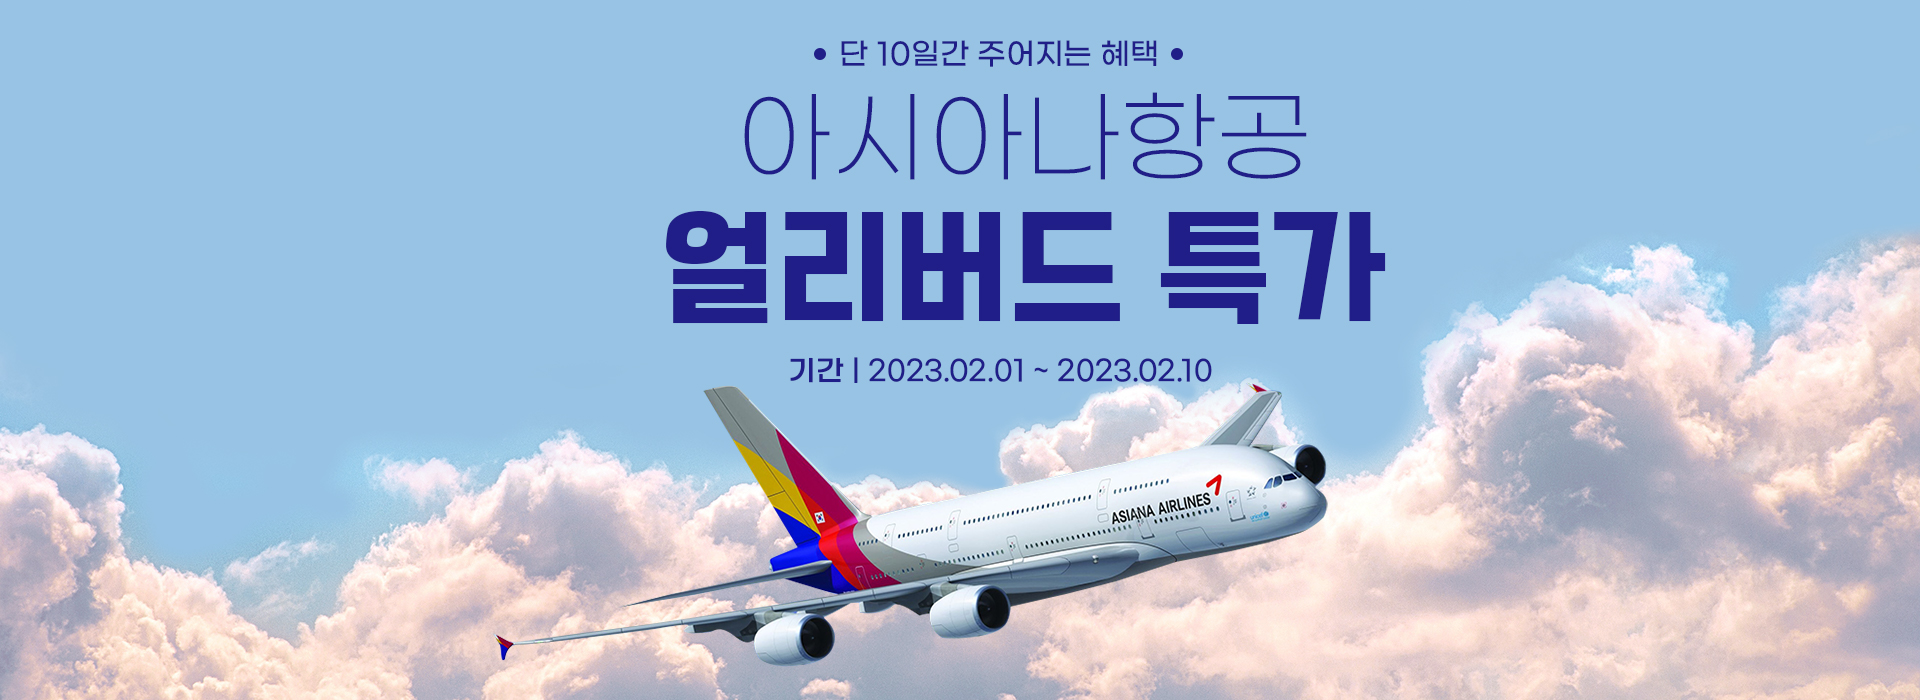 • 단 10일간 주어지는 혜택 •
아시아나항공
얼리버드 특가
기간 | 2023.02.01 ~ 2023.02.10
ASIANA AIRLINES
unicef